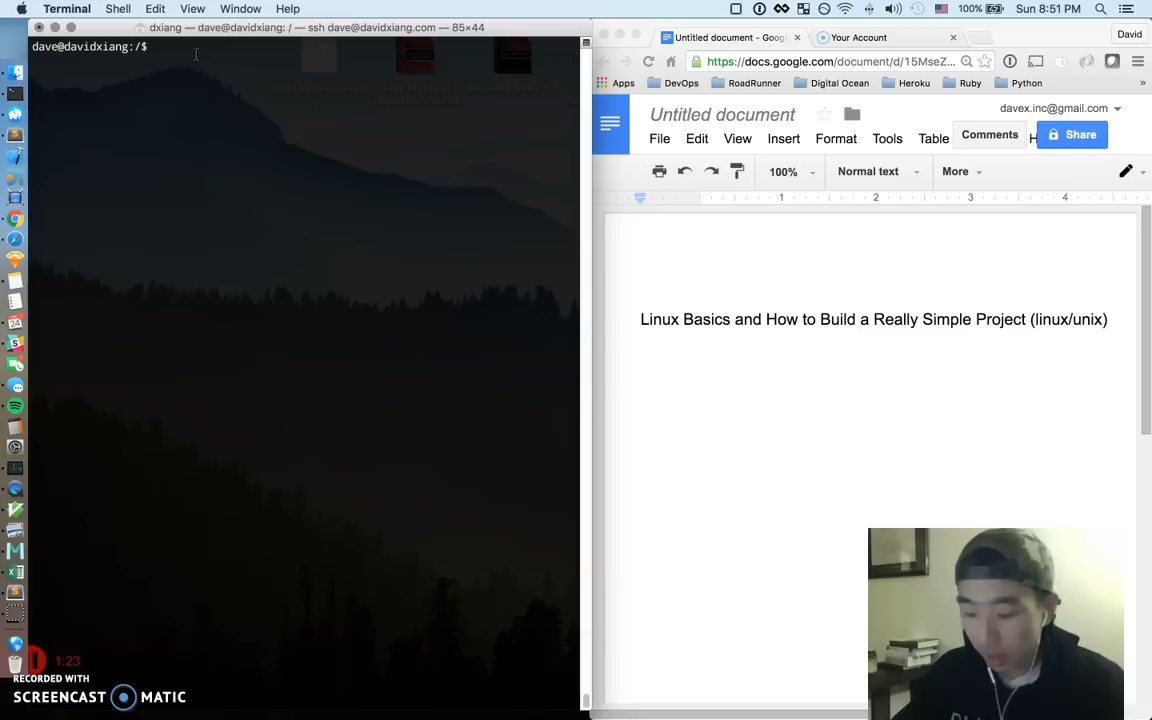 Terminal Shell Edit View Window Help
100% Sun 8:51 PM
dxiang — dave@davidxiang: / — ssh dave@davidxiang.com — 85×44
dave@davidxiang:/$
Untitled document - Goog
Your Account
David
https://docs.google.com/document/d/15MseZ...
Apps DevOps RoadRunner Digital Ocean Heroku Ruby Python »
Untitled document
davex.inc@gmail.com
File Edit View Insert Format Tools Table H
Comments
Share
100% Normal text More
1 2 3 4
Linux Basics and How to Build a Really Simple Project (linux/unix)
24
1:23
RECORDED WITH
SCREENCAST MATIC